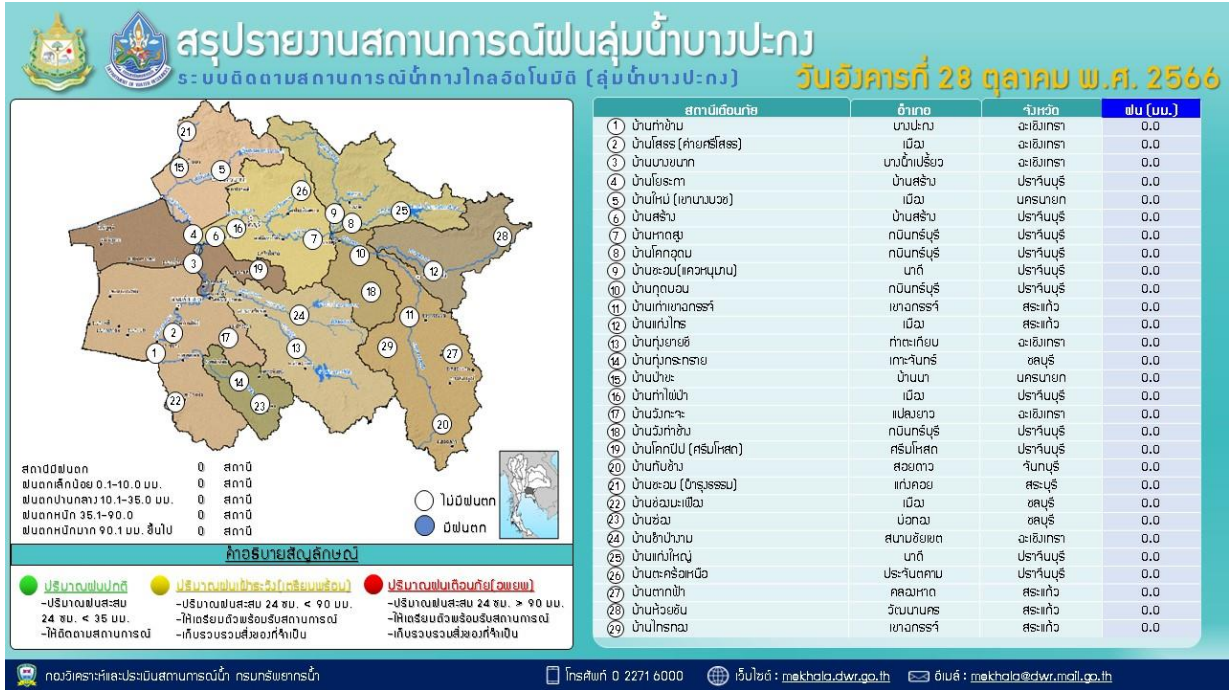 สรุปรายงานสถานการณ์ฝนลุ่มน้ำบางปะกง
ระบบติดตามสถานการณ์น้ำทางไกลอัตโนมัติ (ลุ่มน้ำบางปะกง)
วันอังคารที่ 28 ตุลาคม พ.ศ. 2566
สถานีเตือนภัย อำเภอ จังหวัด ฝน (มม.)
1 บ้านท่าข้าม บางปะกง ฉะเชิงเทรา 0.0
2 บ้านโสธร (ค่ายศรีโสธร) เมือง ฉะเชิงเทรา 0.0
3 บ้านบางขนาก บางน้ำเปรี้ยว ฉะเชิงเทรา 0.0
4 บ้านโยธะกา บ้านสร้าง ปราจีนบุรี 0.0
5 บ้านใหม่ (เขานางบวช) เมือง นครนายก 0.0
6 บ้านสร้าง บ้านสร้าง ปราจีนบุรี 0.0
7 บ้านหาดสูง กบินทร์บุรี ปราจีนบุรี 0.0
8 บ้านโคกอุดม กบินทร์บุรี ปราจีนบุรี 0.0
9 บ้านชะอม(แควหนุมาน) นาดี ปราจีนบุรี 0.0
10 บ้านกุดบอน กบินทร์บุรี ปราจีนบุรี 0.0
11 บ้านเก่าเขาฉกรรจ์ เขาฉกรรจ์ สระแก้ว 0.0
12 บ้านแก่งไทร เมือง สระแก้ว 0.0
13 บ้านทุ่งยายชี ท่าตะเกียบ ฉะเชิงเทรา 0.0
14 บ้านทุ่งกระทราย เกาะจันทร์ ชลบุรี 0.0
15 บ้านป่าขะ บ้านนา นครนายก 0.0
16 บ้านท่าไผ่ป่า เมือง ปราจีนบุรี 0.0
17 บ้านวังกะจะ แปลงยาว ฉะเชิงเทรา 0.0
18 บ้านวังท่าช้าง กบินทร์บุรี ปราจีนบุรี 0.0
19 บ้านโคกปีป (ศรีมโหสถ) ศรีมโหสถ ปราจีนบุรี 0.0
20 บ้านทับช้าง สอยดาว จันทบุรี 0.0
21 บ้านชะอม (บำรุงธรรม) แก่งคอย สระบุรี 0.0
22 บ้านช่องมะเฟือง เมือง ชลบุรี 0.0
23 บ้านซ่อง บ่อทอง ชลบุรี 0.0
24 บ้านธำป่างาม สนามชัยเขต ฉะเชิงเทรา 0.0
25 บ้านแก่งใหญ่ นาดี ปราจีนบุรี 0.0
26 บ้านตะคร้อเหนือ ประจันตคาม ปราจีนบุรี 0.0
27 บ้านตากฟ้า คลองหาด สระแก้ว 0.0
28 บ้านห้วยชัน วัฒนานคร สระแก้ว 0.0
29 บ้านไทรทอง เขาฉกรรจ์ สระแก้ว 0.0
สถานีมีฝนตก 0 สถานี
ฝนตกเล็กน้อย 0.1-10.0 มม. 0 สถานี
ฝนตกปานกลาง 10.1-35.0 มม. 0 สถานี
ฝนตกหนัก 35.1-90.0 0 สถานี
ฝนตกหนักมาก 90.1 มม. ขึ้นไป 0 สถานี
ไม่มีฝนตก
มีฝนตก
คำอธิบายสัญลักษณ์
ปริมาณฝนปกติ
-ปริมาณฝนสะสม
24 ชม. < 35 มม.
-ให้ติดตามสถานการณ์
ปริมาณฝนเฝ้าระวัง(เตรียมพร้อม)
-ปริมาณฝนสะสม 24 ชม. < 90 มม.
-ให้เตรียมตัวพร้อมรับสถานการณ์
-เก็บรวบรวมสิ่งของที่จำเป็น
ปริมาณฝนเตือนภัย(อพยพ)
-ปริมาณฝนสะสม 24 ชม. > 90 มม.
-ให้เตรียมตัวพร้อมรับสถานการณ์
-เก็บรวบรวมสิ่งของที่จำเป็น
กองวิเคราะห์และประเมินสถานการณ์น้ำ กรมทรัพยากรน้ำ
โทรศัพท์ 0 2271 6000
เว็บไซต์ : mekhala.dwr.go.th
อีเมล์ : mekhala@dwr.mail.go.th